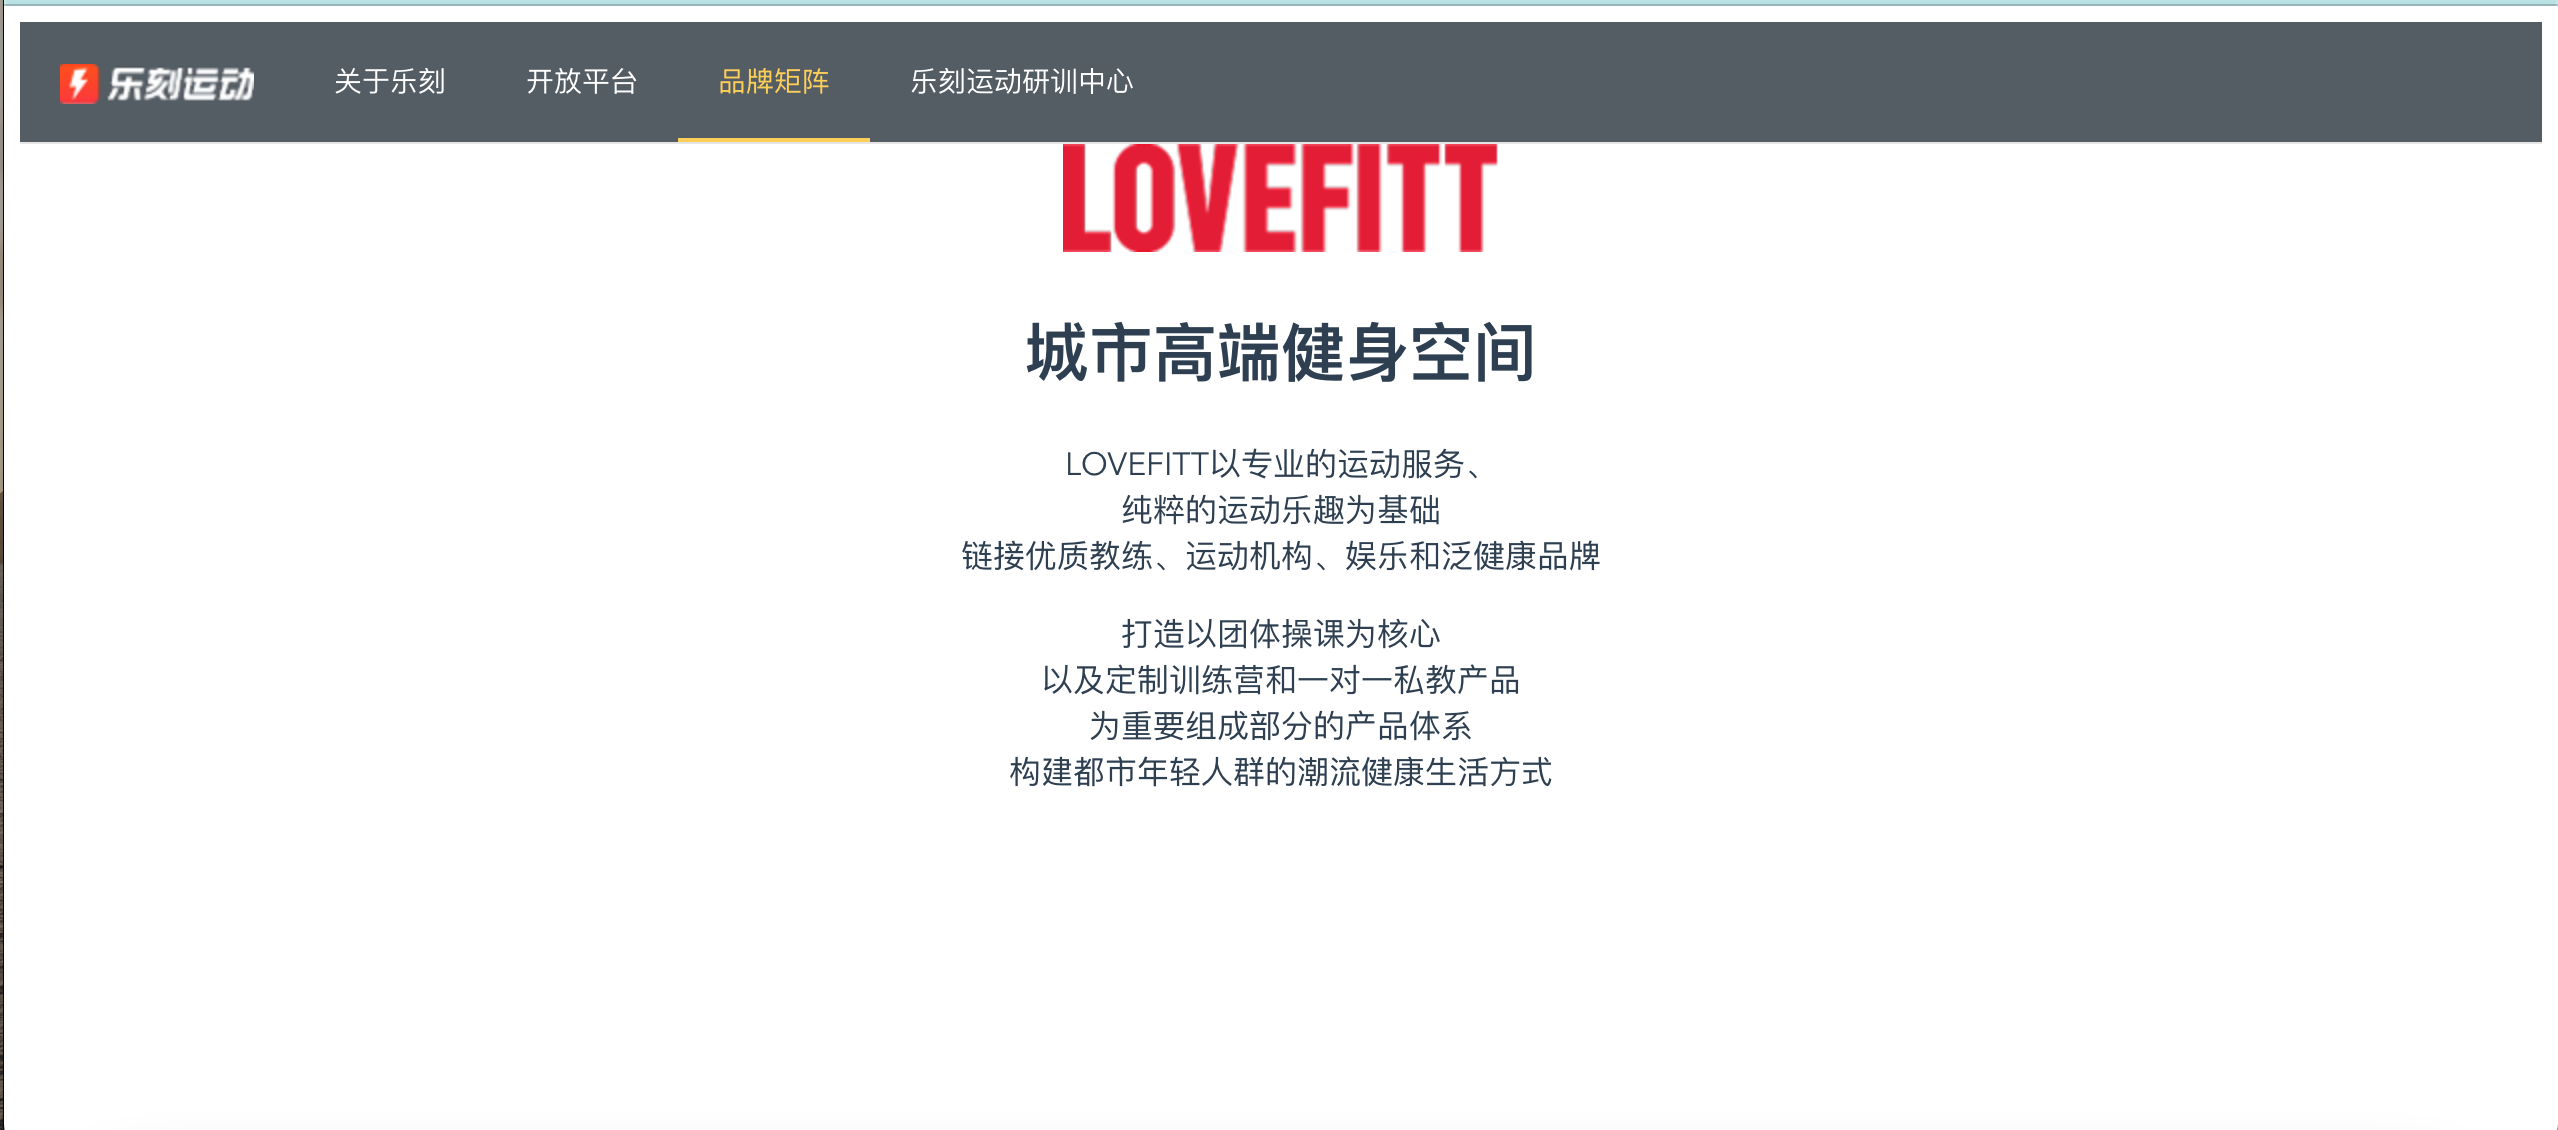 乐刻运动
关于乐刻
开放平台
品牌矩阵
乐刻运动研训中心
LOVEFITT
城市高端健身空间
LOVEFITT以专业的运动服务、
纯粹的运动乐趣为基础
链接优质教练、运动机构、娱乐和泛健康品牌
打造以团体操课为核心
以及定制训练营和一对一私教产品
为重要组成部分的产品体系
构建都市年轻人群的潮流健康生活方式